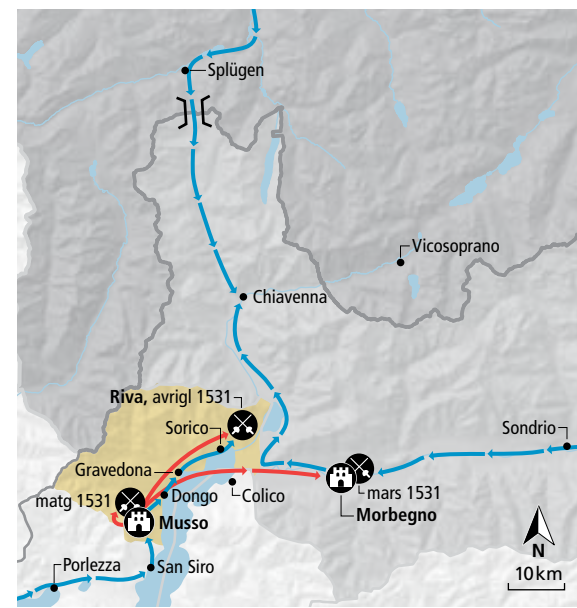 Splügen
Vicosoprano
Chiavenna
Riva, avrigl 1531
Sorico
Sondrio
Gravedona
matg 1531
Dongo
Colico
mars 1531
Musso
Morbegno
Porlezza
San Siro
N
10 km